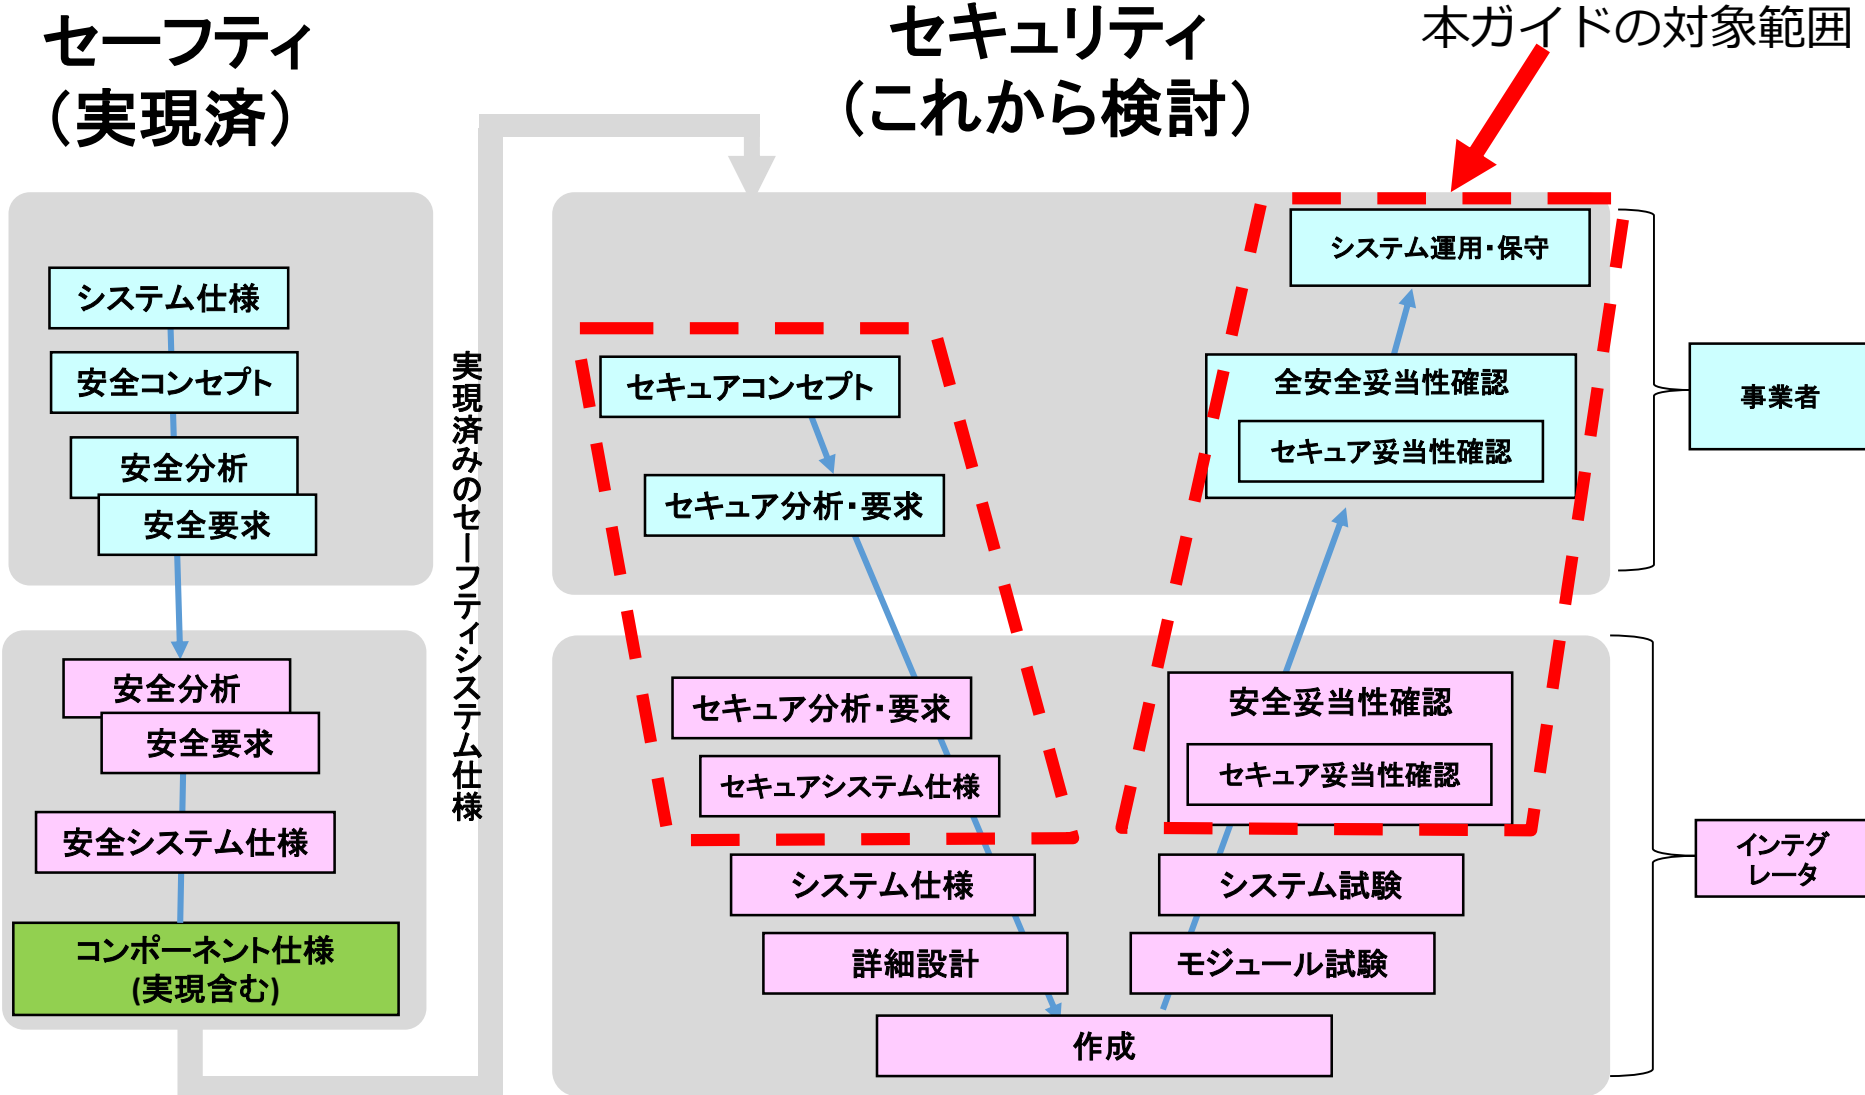 セーフティ
（実現済）
セキュリティ
（これから検討）
本ガイドの対象範囲
システム仕様
安全コンセプト
安全分析
安全要求
安全分析
安全要求
安全システム仕様
コンポーネント仕様
(実現含む)
実現済みのセーフティシステム仕様
セキュアコンセプト
セキュア分析・要求
セキュア分析・要求
セキュアシステム仕様
システム仕様
詳細設計
作成
システム運用・保守
全安全妥当性確認
セキュア妥当性確認
安全妥当性確認
セキュア妥当性確認
システム試験
モジュール試験
事業者
インテグ
レータ